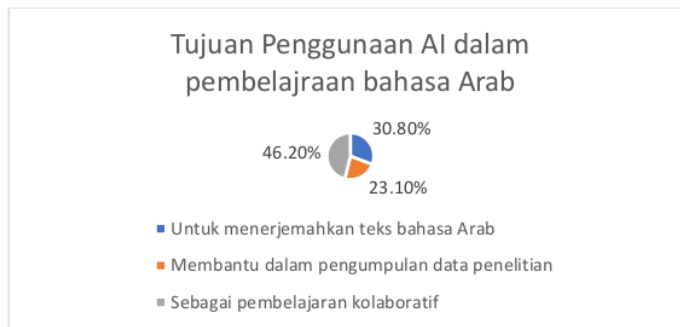 Tujuan Penggunaan AI dalam
pembelajraan bahasa Arab
30.80%
46.20%
23.10%
Untuk menerjemahkan teks bahasa Arab
Membantu dalam pengumpulan data penelitian
Sebagai pembelajaran kolaboratif